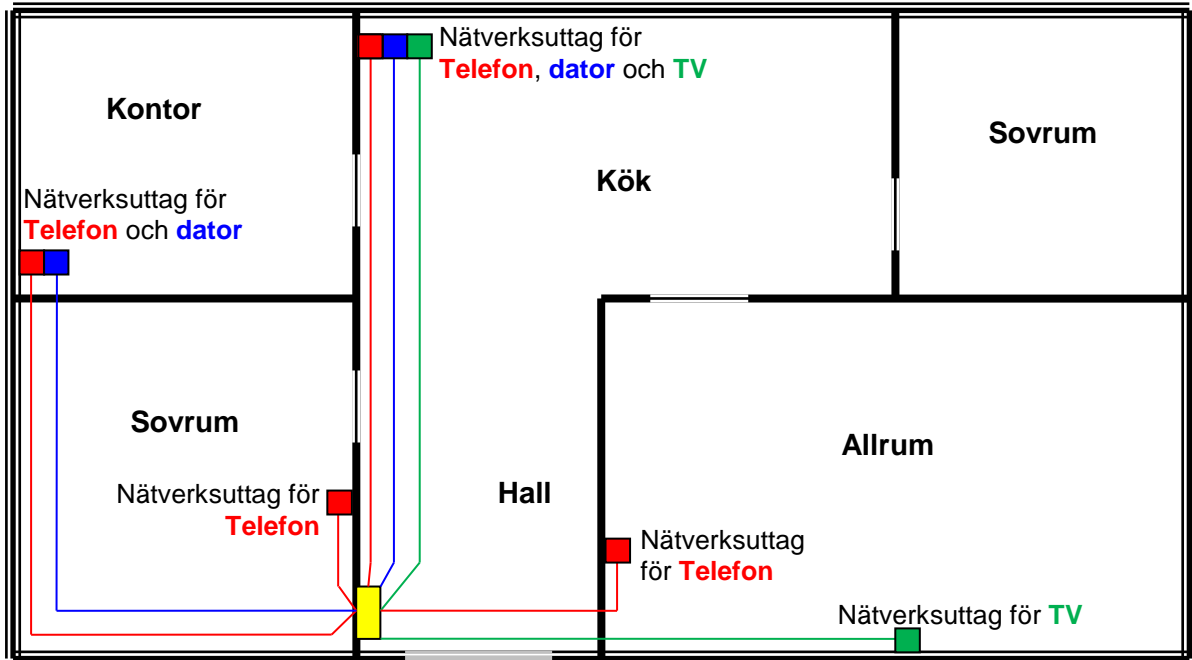 Nätverksuttag för
Telefon, dator och TV
Kontor
Sovrum
Kök
Nätverksuttag för
Telefon och dator
Sovrum
Allrum
Nätverksuttag för
Telefon
Hall
Nätverksuttag
för Telefon
Nätverksuttag för TV